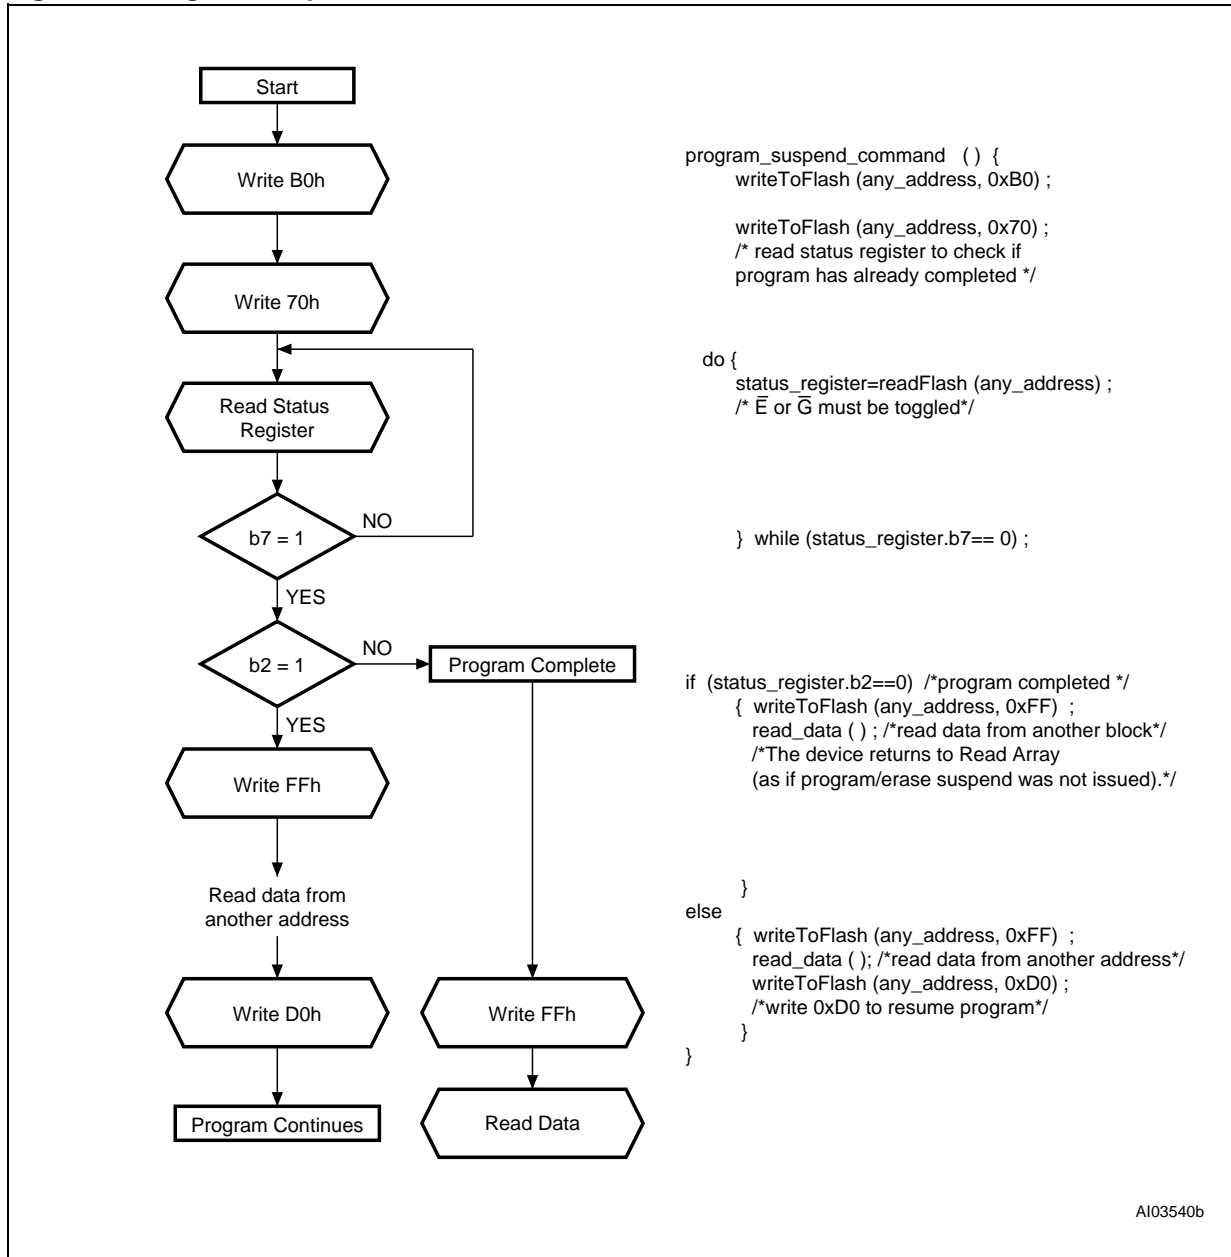 Start
Write B0h
Write 70h
Read Status
Register
b7 = 1
NO
YES
b2 = 1
NO
Program Complete
YES
Write FFh
Read data from
another address
Write D0h
Write FFh
Program Continues
Read Data
program_suspend_command ( ) {
writeToFlash (any_address, 0xB0) ;
writeToFlash (any_address, 0x70) ;
/* read status register to check if
program has already completed */
do {
status_register=readFlash (any_address) ;
/* E̅ or G̅ must be toggled*/
} while (status_register.b7== 0) ;
if (status_register.b2==0) /*program completed */
{ writeToFlash (any_address, 0xFF) ;
read_data ( ) ; /*read data from another block*/
/*The device returns to Read Array
(as if program/erase suspend was not issued).*/
}
else
{ writeToFlash (any_address, 0xFF) ;
read_data ( ); /*read data from another address*/
writeToFlash (any_address, 0xD0) ;
/*write 0xD0 to resume program*/
}
}
AI03540b